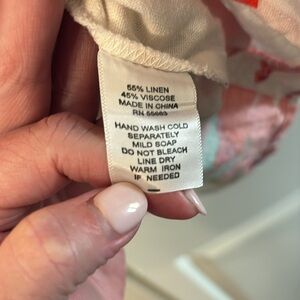 55% LINEN
45% VISCOSE
MADE IN CHINA
RN 55663
HAND WASH COLD
SEPARATELY
MILD SOAP
DO NOT BLEACH
LINE DRY
WARM IRON
IF NEEDED